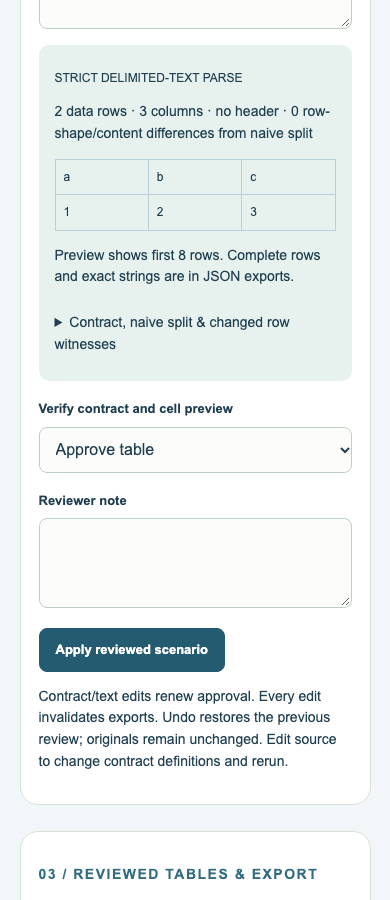 STRICT DELIMITED-TEXT PARSE
2 data rows · 3 columns · no header · 0 row-
shape/content differences from naive split
a b c
1 2 3
Preview shows first 8 rows. Complete rows
and exact strings are in JSON exports.
▶ Contract, naive split & changed row
witnesses
Verify contract and cell preview
Approve table
Reviewer note
Apply reviewed scenario
Contract/text edits renew approval. Every edit
invalidates exports. Undo restores the previous
review; originals remain unchanged. Edit source
to change contract definitions and rerun.
03 / REVIEWED TABLES & EXPORT